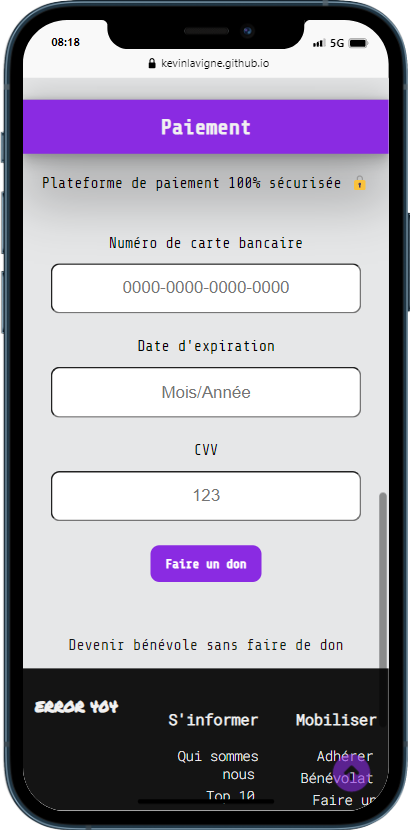 08:18
5G
kevinlavigne.github.io
Paiement
Plateforme de paiement 100% sécurisée 🔒
Numéro de carte bancaire
0000-0000-0000-0000
Date d'expiration
Mois/Année
CVV
123
Faire un don
Devenir bénévole sans faire de don
ERROR 404
S'informer
Qui sommes
nous
Top 10
Mobiliser
Adhérer
Bénévolat
Faire un